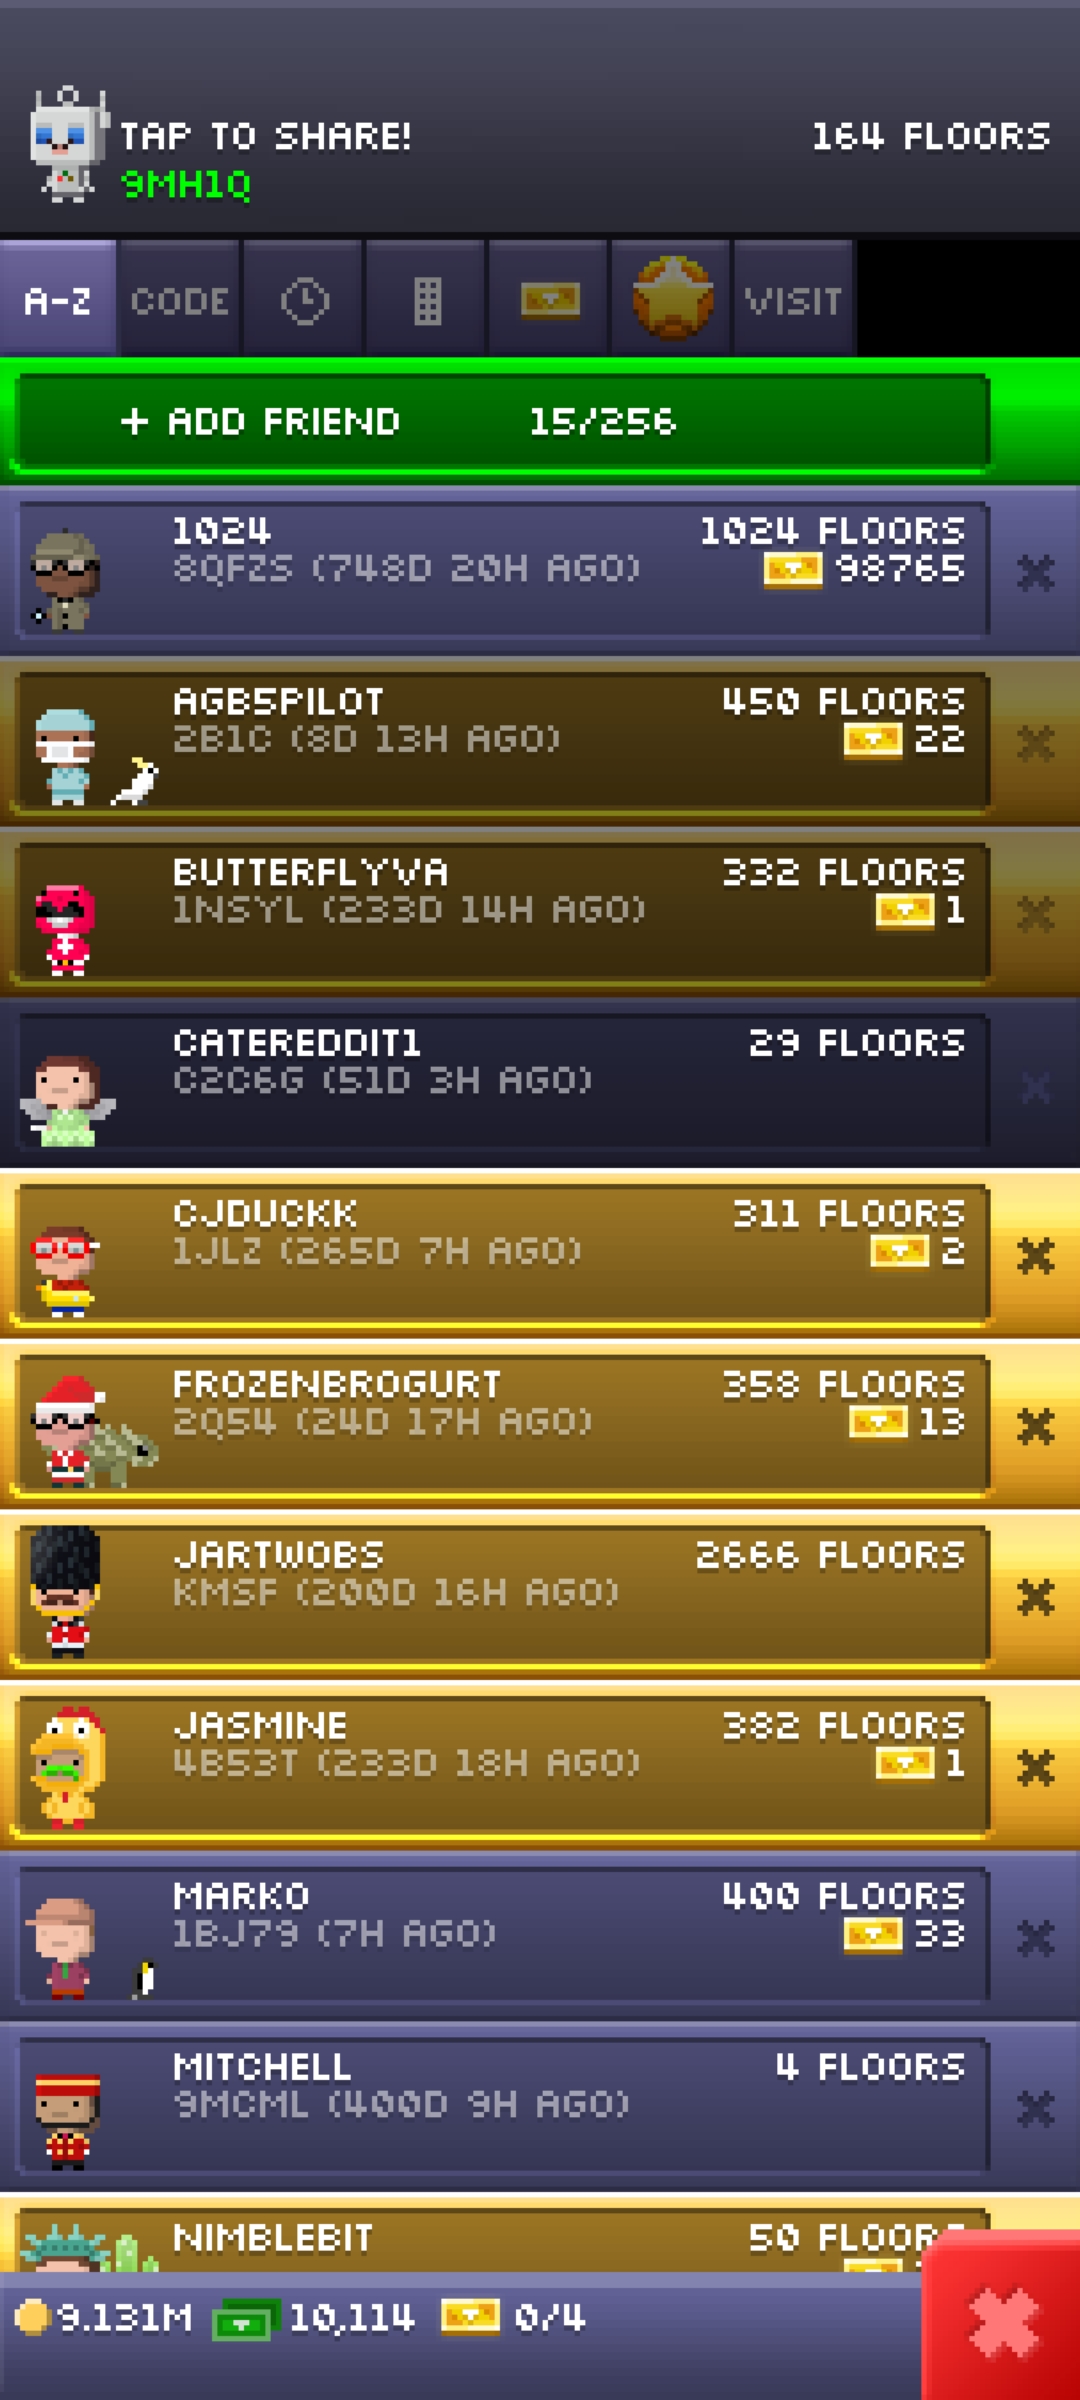 TAP TO SHARE!
164 FLOORS
9MH1Q
A-Z CODE VISIT
+ ADD FRIEND 15/256
1024 1024 FLOORS
8QFZS (748D 20H AGO) 98765
AGB5PILOT 450 FLOORS
2B1C (8D 13H AGO) 22
BUTTERFLYVA 332 FLOORS
1NSYL (233D 14H AGO) 1
CATEREDDIT1 29 FLOORS
C2C6G (51D 3H AGO)
CJDUCKK 311 FLOORS
1JLZ (265D 7H AGO) 2
FROZENBROGURT 358 FLOORS
2Q54 (24D 17H AGO) 13
JARTWOBS 2666 FLOORS
KMSF (200D 16H AGO)
JASMINE 382 FLOORS
4B53T (233D 18H AGO) 1
MARKO 400 FLOORS
1BJ79 (7H AGO) 33
MITCHELL 4 FLOORS
9MCML (400D 9H AGO)
NIMBLEBIT 50 FLOORS
9.131M 10,114 0/4